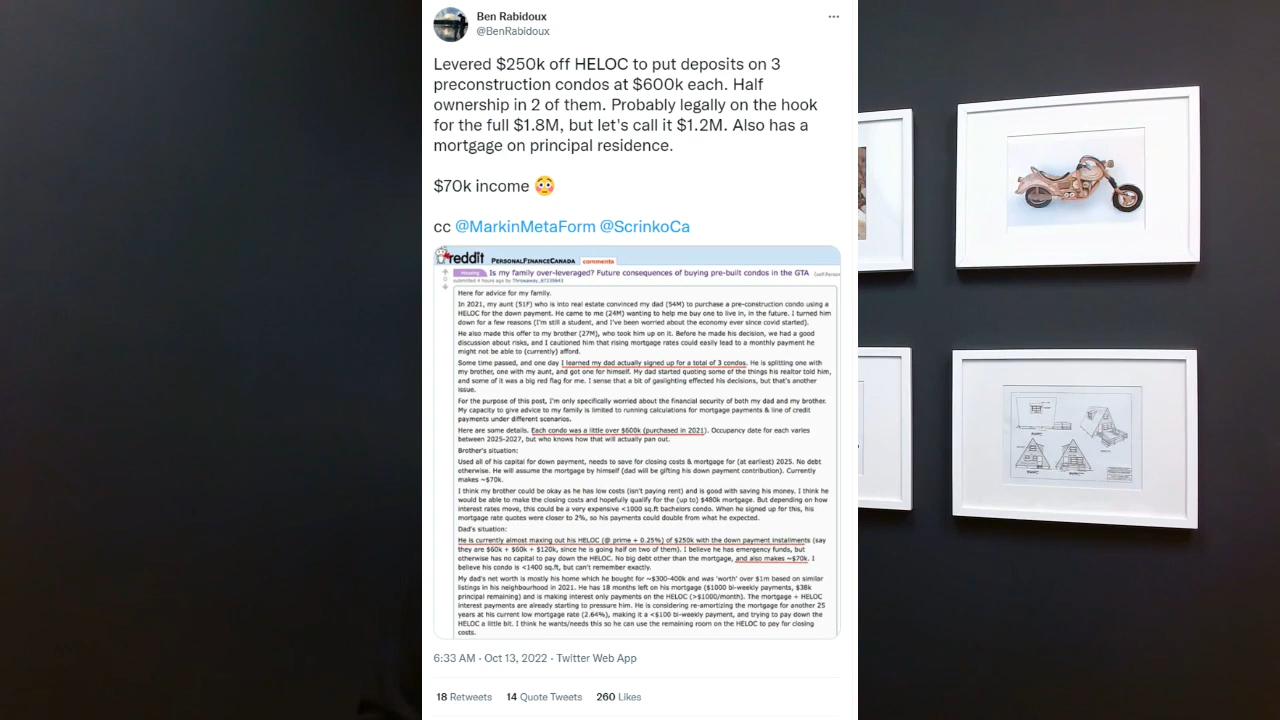 Ben Rabidoux
@BenRabidoux
Levered $250k off HELOC to put deposits on 3
preconstruction condos at $600k each. Half
ownership in 2 of them. Probably legally on the hook
for the full $1.8M, but let's call it $1.2M. Also has a
mortgage on principal residence.
$70k income 😳
cc @MarkinMetaForm @ScrinkoCa
reddit PERSONALFINANCECANADA comments
Housing Is my family over-leveraged? Future consequences of buying pre-built condos in the GTA (self.Person
submitted 4 hours ago by
Here for advice for my family.
In 2021, my aunt (51F) who is into real estate convinced my dad (54M) to purchase a pre-construction condo using a
HELOC for the down payment. He came to me (24M) wanting to help me buy one to live in, in the future. I turned him
down for a few reasons (I'm still a student, and I've been worried about the economy ever since covid started).
He also made this offer to my brother (27M), who took him up on it. Before he made his decision, we had a good
discussion about risks, and I cautioned him that rising mortgage rates could easily lead to a monthly payment he
might not be able to (currently) afford.
Some time passed, and one day I learned my dad actually signed up for a total of 3 condos. He is splitting one with
my brother, one with my aunt, and got one for himself. My dad started quoting some of the things his realtor told him,
and some of it was a big red flag for me. I sense that a bit of gaslighting effected his decisions, but that's another
issue.
For the purpose of this post, I'm only specifically worried about the financial security of both my dad and my brother.
My capacity to give advice to my family is limited to running calculations for mortgage payments & line of credit
payments under different scenarios.
Here are some details. Each condo was a little over $600k (purchased in 2021). Occupancy date for each varies
between 2025-2027, but who knows how that will actually pan out.
Brother's situation:
Used all of his capital for down payment, needs to save for closing costs & mortgage for (at earliest) 2025. No debt
otherwise. He will assume the mortgage by himself (dad will be gifting his down payment contribution). Currently
makes ~$70k.
I think my brother could be okay as he has low costs (isn't paying rent) and is good with saving his money. I think he
would be able to make the closing costs and hopefully qualify for the (up to) $480k mortgage. But depending on how
interest rates move, this could be a very expensive <1000 sq.ft bachelors condo. When he signed up for this, his
mortgage rate quotes were closer to 2%, so his payments could double from what he expected.
Dad's situation:
He is currently almost maxing out his HELOC (@ prime + 0.25%) of $250k with the down payment installments (say
they are $60k + $60k + $120k, since he is going half on two of them). I believe he has emergency funds, but
otherwise has no capital to pay down the HELOC. No big debt other than the mortgage, and also makes ~$70k. I
believe his condo is <1400 sq.ft, but can't remember exactly.
My dad's net worth is mostly his home which he bought for ~$300-400k and was 'worth' over $1m based on similar
listings in his neighbourhood in 2021. He has 18 months left on his mortgage ($1000 bi-weekly payments, $38k
principal remaining) and is making interest only payments on the HELOC (>$1000/month). The mortgage + HELOC
interest payments are already starting to pressure him. He is considering re-amortizing the mortgage for another 25
years at his current low mortgage rate (2.64%), making it a <$100 bi-weekly payment, and trying to pay down the
HELOC a little bit. I think he wants/needs this so he can use the remaining room on the HELOC to pay for closing
costs.
6:33 AM · Oct 13, 2022 · Twitter Web App
18 Retweets 14 Quote Tweets 260 Likes